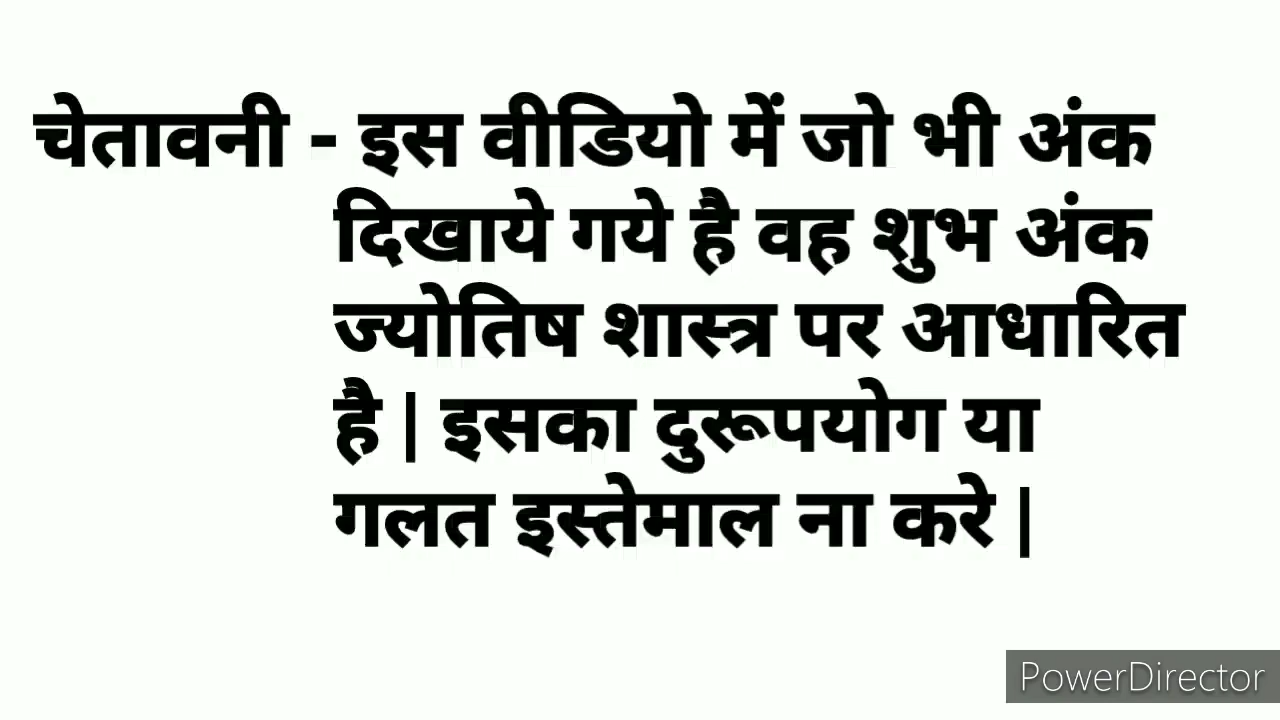 चेतावनी - इस वीडियो में जो भी अंक
दिखाये गये है वह शुभ अंक
ज्योतिष शास्त्र पर आधारित
है | इसका दुरूपयोग या
गलत इस्तेमाल ना करे |
PowerDirector